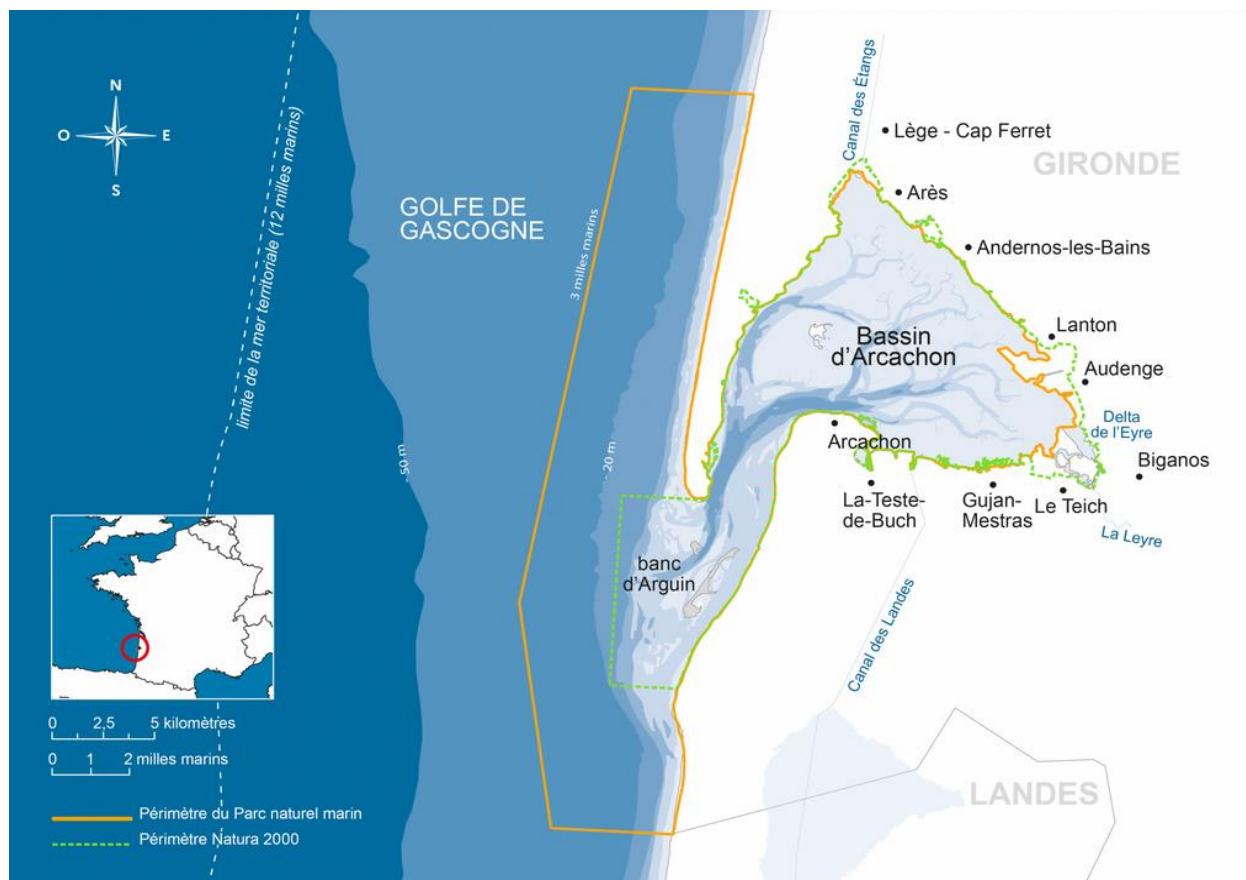 N
O
E
S
limite de la mer territoriale (12 milles marins)
GOLFE DE
GASCOGNE
3 milles marins
- 50 m
- 20 m
Canal des Étangs
Lège - Cap Ferret
GIRONDE
Arès
Andernos-les-Bains
Lanton
Bassin
d'Arcachon
Audenge
Delta
de l'Eyre
Arcachon
Biganos
La-Teste-
de-Buch
Gujan-
Mestras
Le Teich
La Leyre
banc
d'Arguin
Canal des Landes
LANDES
0 2,5 5 kilomètres
0 1 2 milles marins
Périmètre du Parc naturel marin
Périmètre Natura 2000